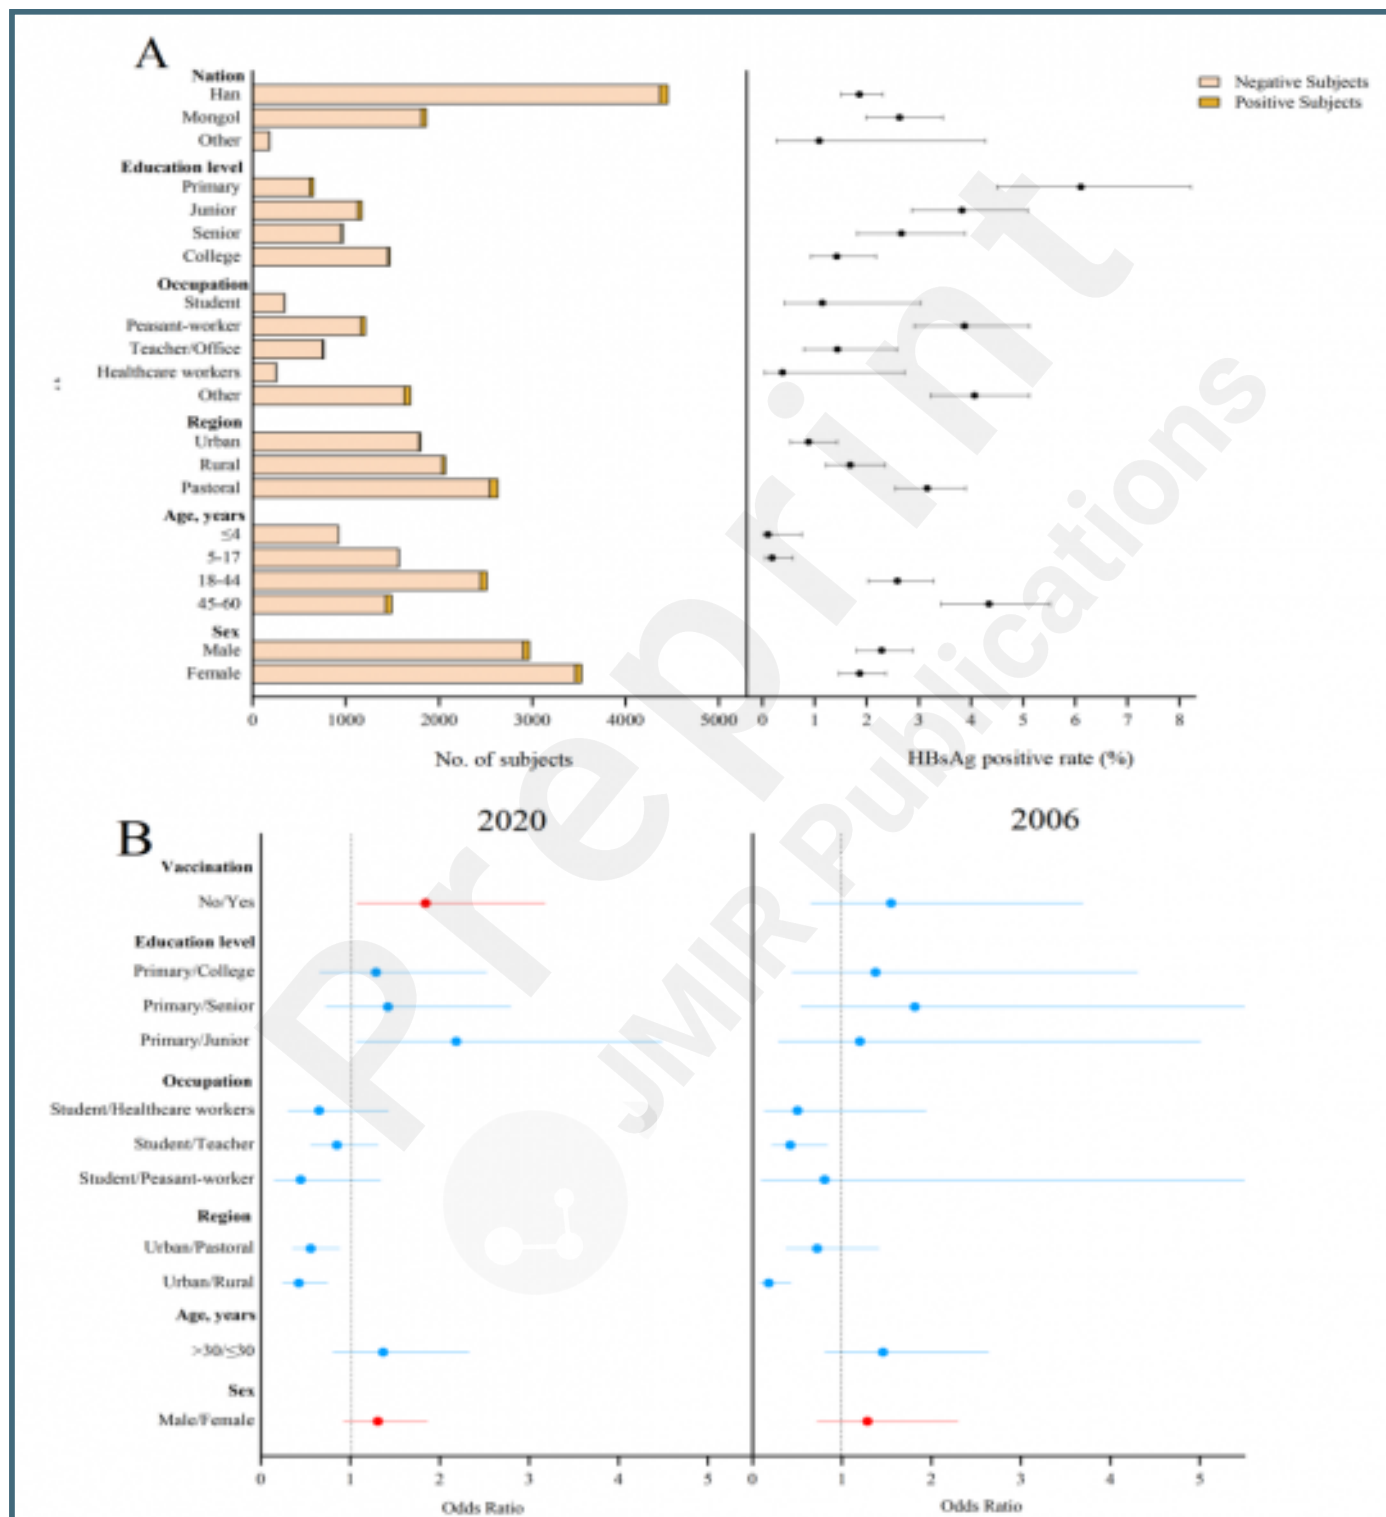 A
Nation
Han
Mongol
Other
Education level
Primary
Junior
Senior
College
Occupation
Student
Peasant-worker
Teacher/Office
Healthcare workers
Other
Region
Urban
Rural
Pastoral
Age, years
≤4
5-17
18-44
45-60
Sex
Male
Female
Negative Subjects
Positive Subjects
0 1000 2000 3000 4000 5000 0 1 2 3 4 5 6 7 8
No. of subjects HBsAg positive rate (%)
B
2020 2006
Vaccination
No/Yes
Education level
Primary/College
Primary/Senior
Primary/Junior
Occupation
Student/Healthcare workers
Student/Teacher
Student/Peasant-worker
Region
Urban/Pastoral
Urban/Rural
Age, years
>30/≤30
Sex
Male/Female
0 1 2 3 4 5 0 1 2 3 4 5
Odds Ratio Odds Ratio
Preprint
JMIR Publications